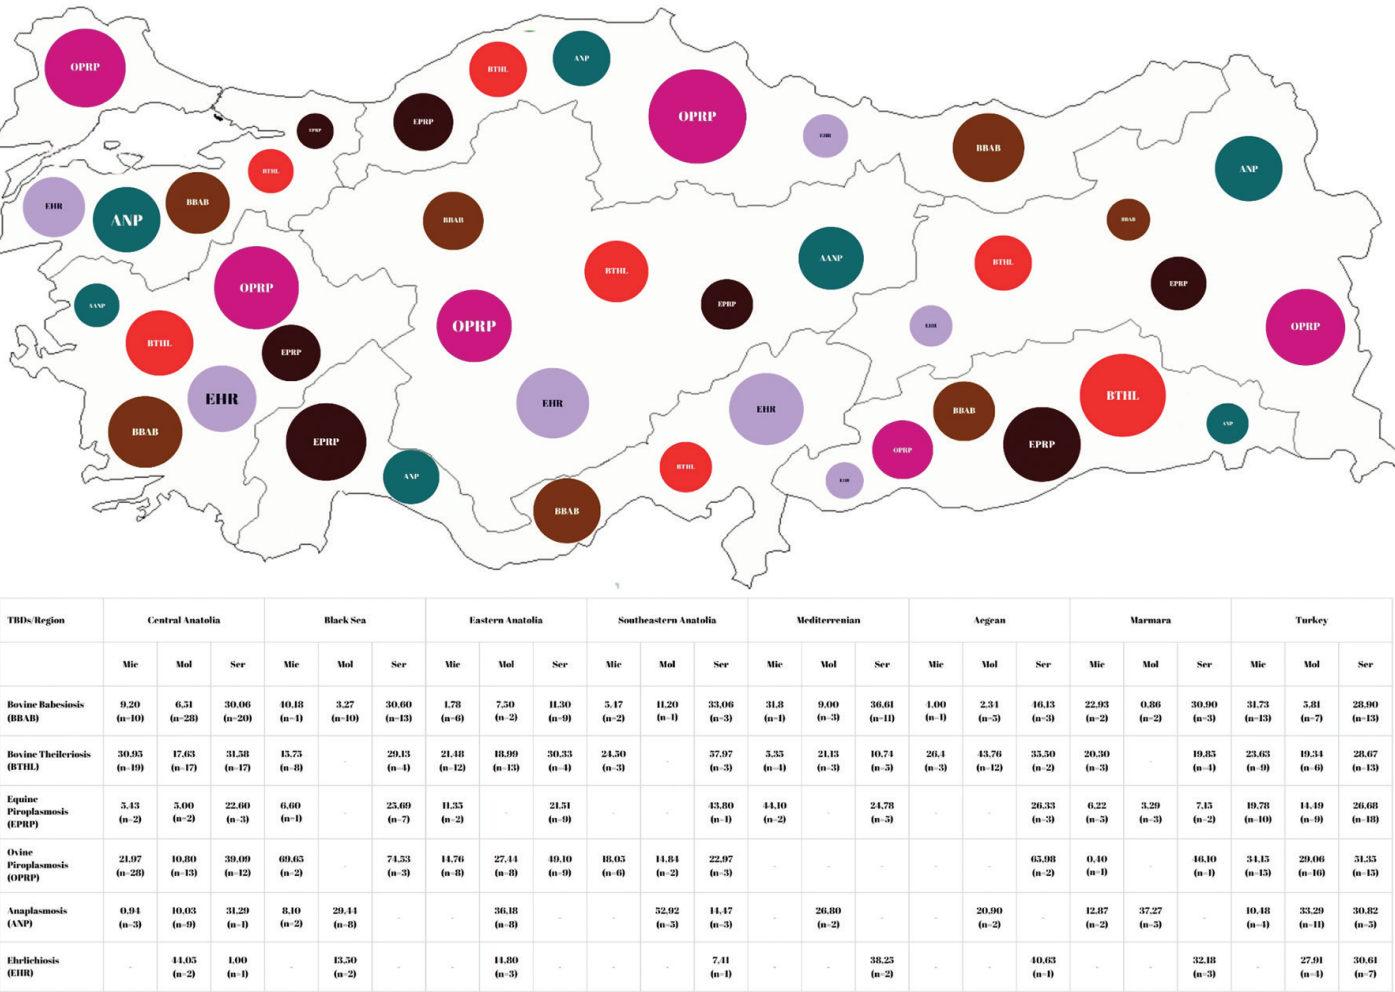 OPRP
BTHL
ANP
EPRP
EPRP
OPRP
EHR
BBAB
ANP
BTHL
EHR
ANP
BBAB
BBAB
BBAB
BTHL
AANP
BTHL
EPRP
OPRP
AANP
EPRP
OPRP
EHR
OPRP
BTHL
EPRP
EHR
EHR
EHR
BTHL
BBAB
BBAB
EPRP
EPRP
OPRP
ANP
BTHL
ANP
EHR
BBAB
TBDs/Region Central Anatolia Black Sea Eastern Anatolia Southeastern Anatolia Mediterrenian Aegean Marmara Turkey
Mic Mol Ser Mic Mol Ser Mic Mol Ser Mic Mol Ser Mic Mol Ser Mic Mol Ser Mic Mol Ser Mic Mol Ser
Bovine Babesiosis 9,20 6,51 30.06 40.18 3.27 30.60 1,78 7,50 11.30 5,47 11,20 33.06 31.8 9.00 36.61 4.00 2.34 46,13 22.93 0,86 30.90 31,73 5,81 28.90
(BBAB) (n=10) (n=28) (n=20) (n=4) (n=10) (n=13) (n=6) (n=2) (n=9) (n=2) (n=1) (n=3) (n=1) (n=3) (n=11) (n=1) (n=5) (n=3) (n=2) (n=2) (n=3) (n=13) (n=7) (n=13)
Bovine Theileriosis 30,95 17,63 31,58 15,75 - 29,13 21,48 18,99 30,33 24,50 - 57,97 5,35 21,13 10,74 26,4 43,76 35,50 20,30 - 19,85 23,63 19,34 28,67
(BTHL) (n=19) (n=17) (n=17) (n=8) (n=4) (n=12) (n=13) (n=4) (n=3) (n=3) (n=4) (n=3) (n=5) (n=3) (n=12) (n=2) (n=3) (n=4) (n=9) (n=6) (n=13)
Equine
Piroplasmosis 5,43 5,00 22,60 6,60 - 25,69 11,35 - 21,51 - - 43,80 44,10 - 24,78 - - 26,33 6,22 3,29 7,15 19,78 14,49 26,68
(EPRP) (n=2) (n=2) (n=3) (n=1) (n=7) (n=2) (n=9) (n=1) (n=2) (n=5) (n=3) (n=5) (n=3) (n=2) (n=10) (n=9) (n=18)
Ovine
Piroplasmosis 21,97 10,80 39,09 69,65 - 74,53 14,76 27,44 49,10 18,05 14,84 22,97 - - - - - 65,98 0,40 - 46,10 34,15 29,06 51,35
(OPRP) (n=28) (n=13) (n=12) (n=2) (n=3) (n=8) (n=8) (n=9) (n=6) (n=2) (n=3) (n=2) (n=1) (n=1) (n=15) (n=16) (n=15)
Anaplasmosis 0,94 10,03 31,29 8,10 29,44 - - 36,18 - - 52,92 14,47 - 26,80 - - 20,90 - 12,87 37,27 - 10,48 33,29 30,82
(ANP) (n=3) (n=9) (n=1) (n=2) (n=8) (n=8) (n=5) (n=3) (n=2) (n=2) (n=2) (n=5) (n=4) (n=11) (n=5)
Ehrlichiosis - 44,05 1,00 - 13,50 - - 14,80 - - - 7,41 - - 38,25 - - 40,63 - - 32,18 - 27,91 30,61
(EHR) (n=2) (n=1) (n=2) (n=3) (n=1) (n=2) (n=1) (n=3) (n=4) (n=7)